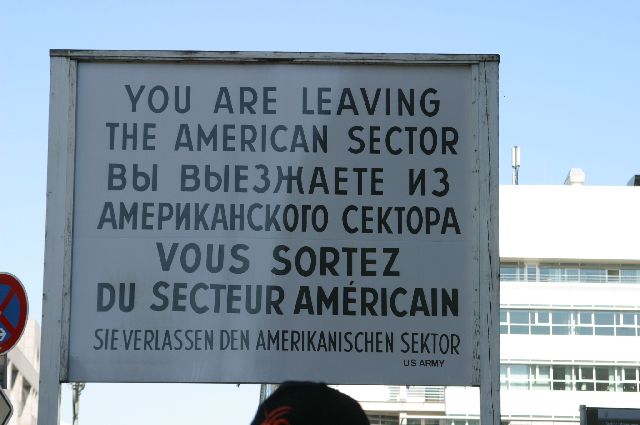 YOU ARE LEAVING
THE AMERICAN SECTOR
ВЫ ВЫЕЗЖАЕТЕ ИЗ
АМЕРИКАНСКОГО СЕКТОРА
VOUS SORTEZ
DU SECTEUR AMÉRICAIN
SIE VERLASSEN DEN AMERIKANISCHEN SEKTOR
US ARMY